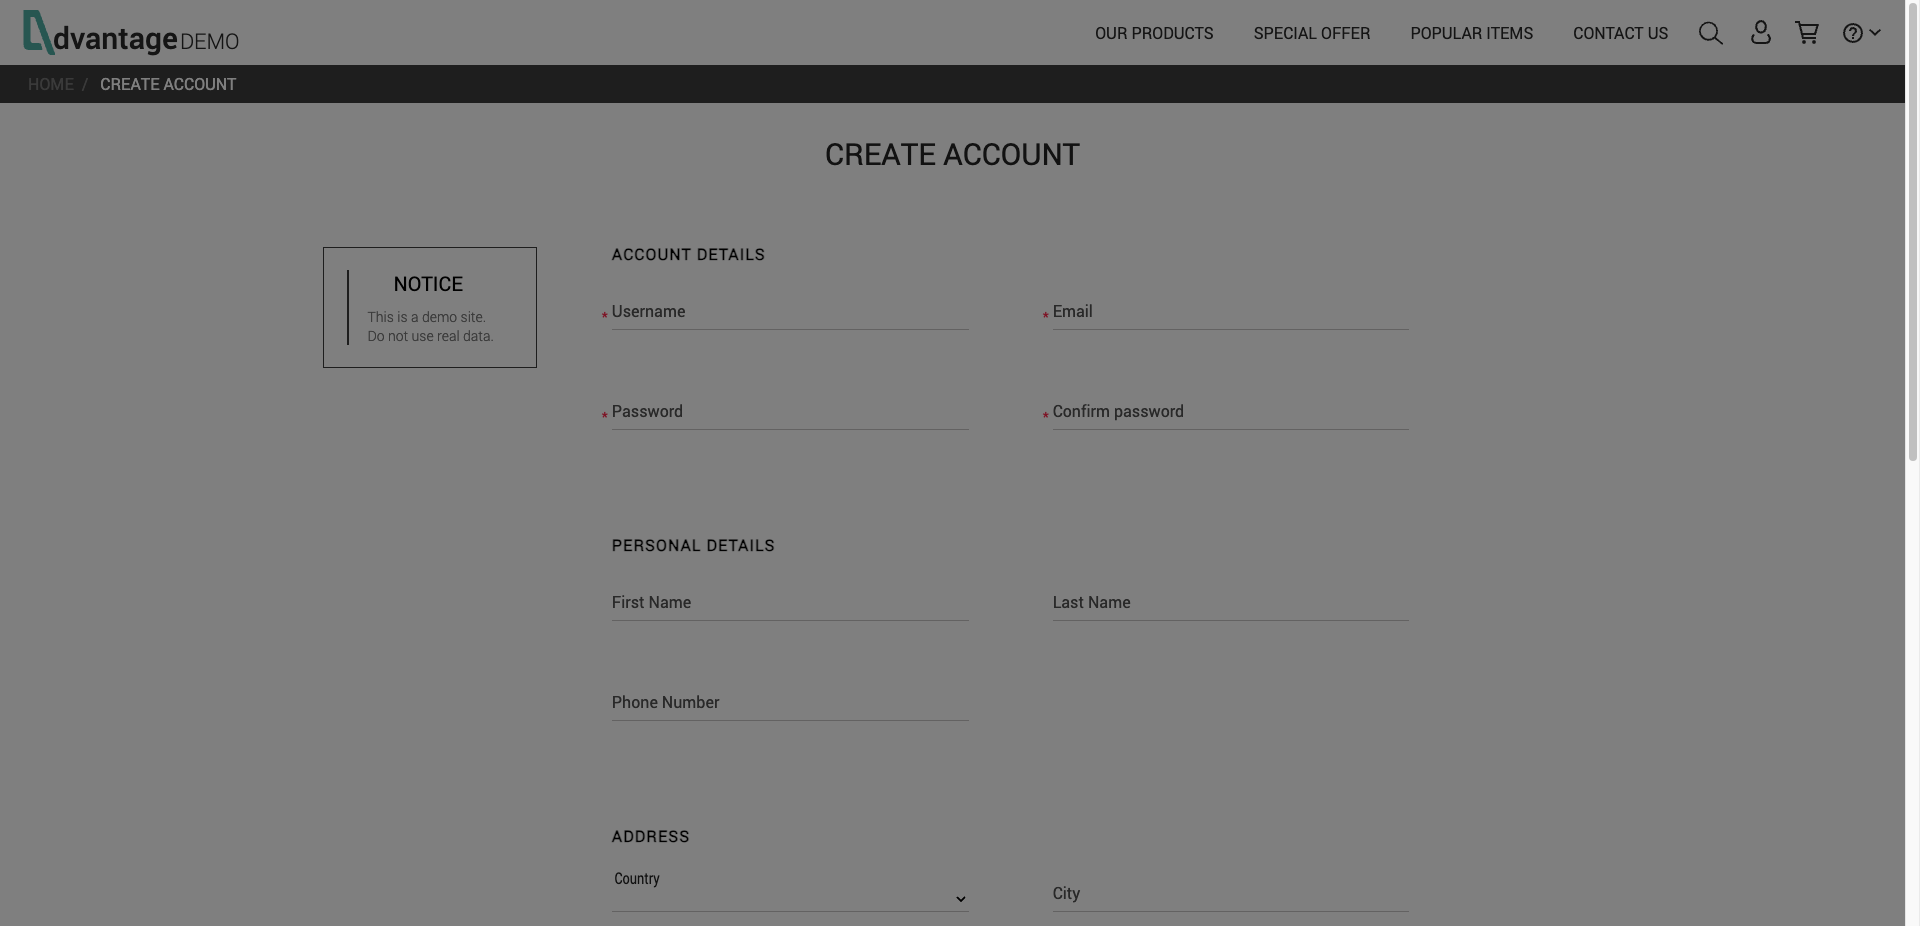 dvantage DEMO
OUR PRODUCTS
SPECIAL OFFER
POPULAR ITEMS
CONTACT US
HOME / CREATE ACCOUNT
CREATE ACCOUNT
NOTICE
This is a demo site.
Do not use real data.
ACCOUNT DETAILS
* Username
* Email
* Password
* Confirm password
PERSONAL DETAILS
First Name
Last Name
Phone Number
ADDRESS
Country
City